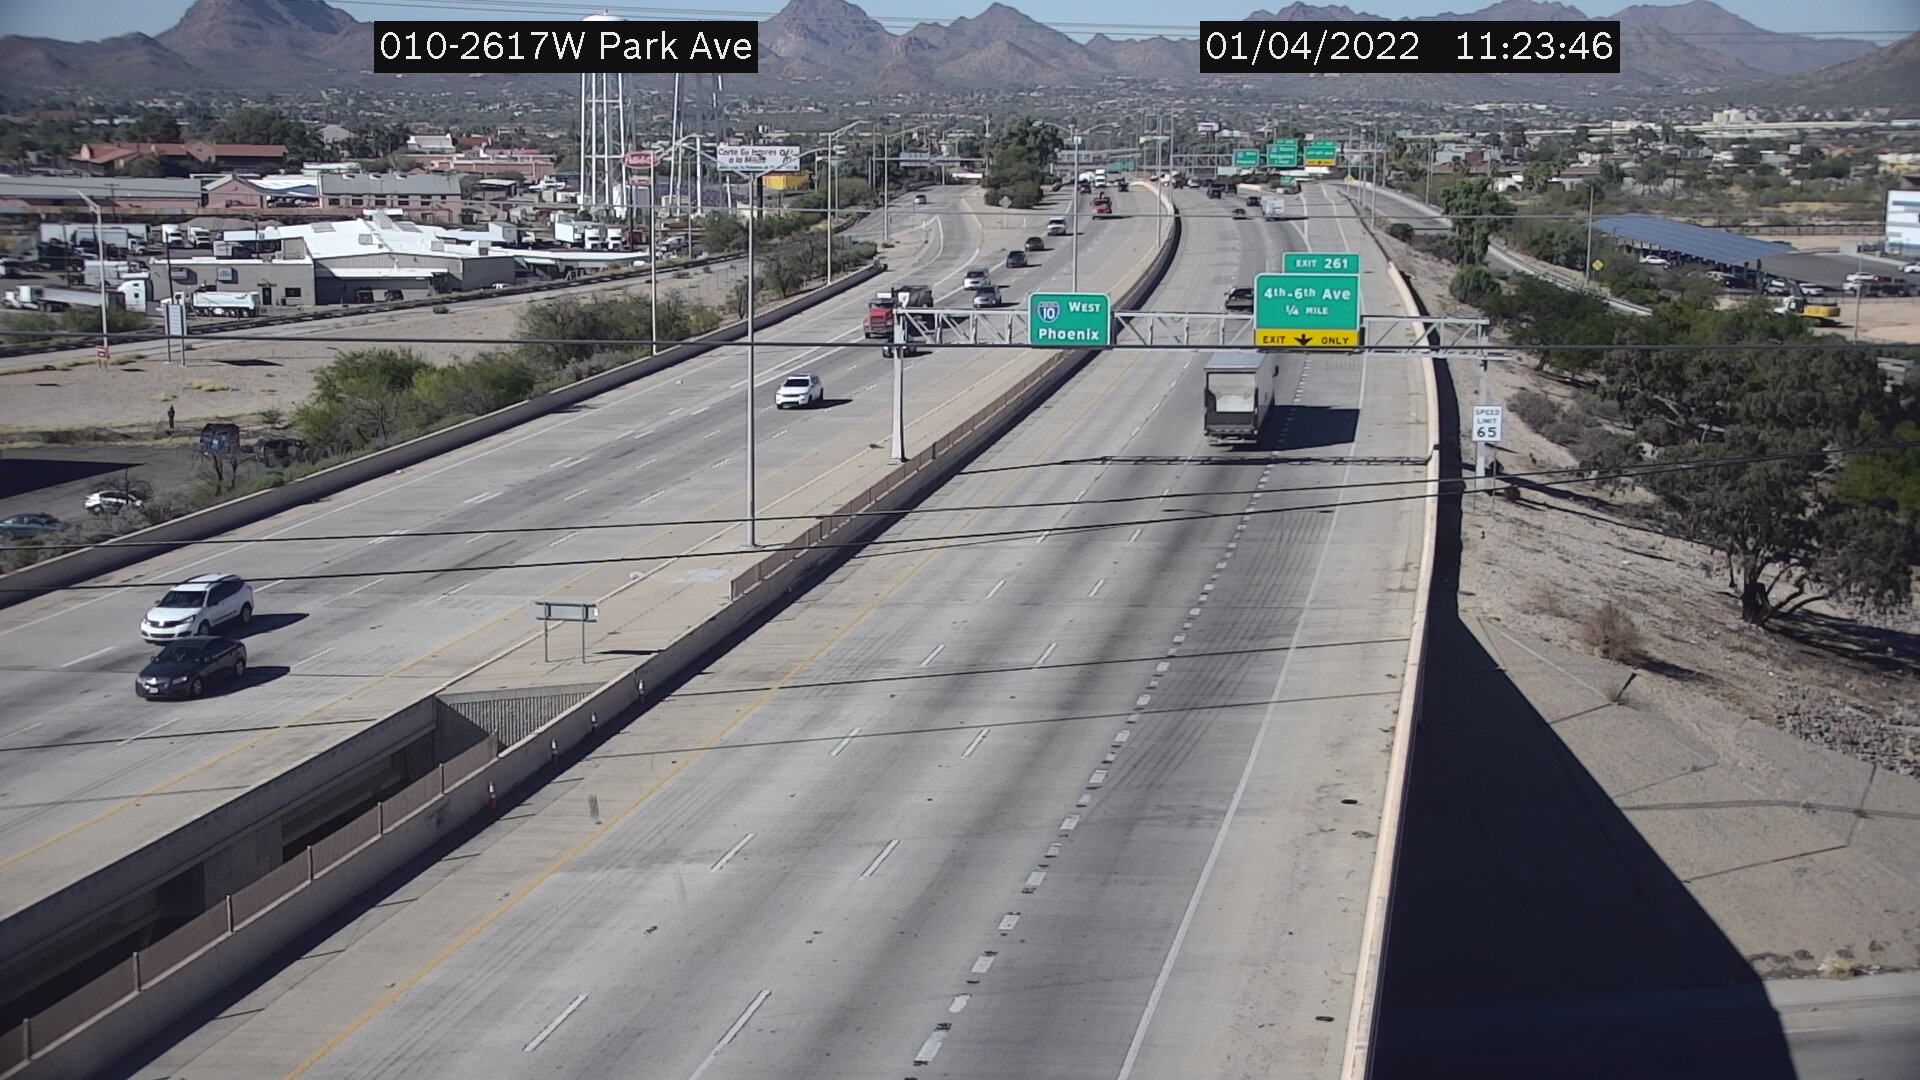 010-2617W Park Ave
01/04/2022 11:23:46
EXIT 261
4th-6th Ave
1/4 MILE
EXIT ONLY
10
WEST
Phoenix
SPEED
LIMIT
65